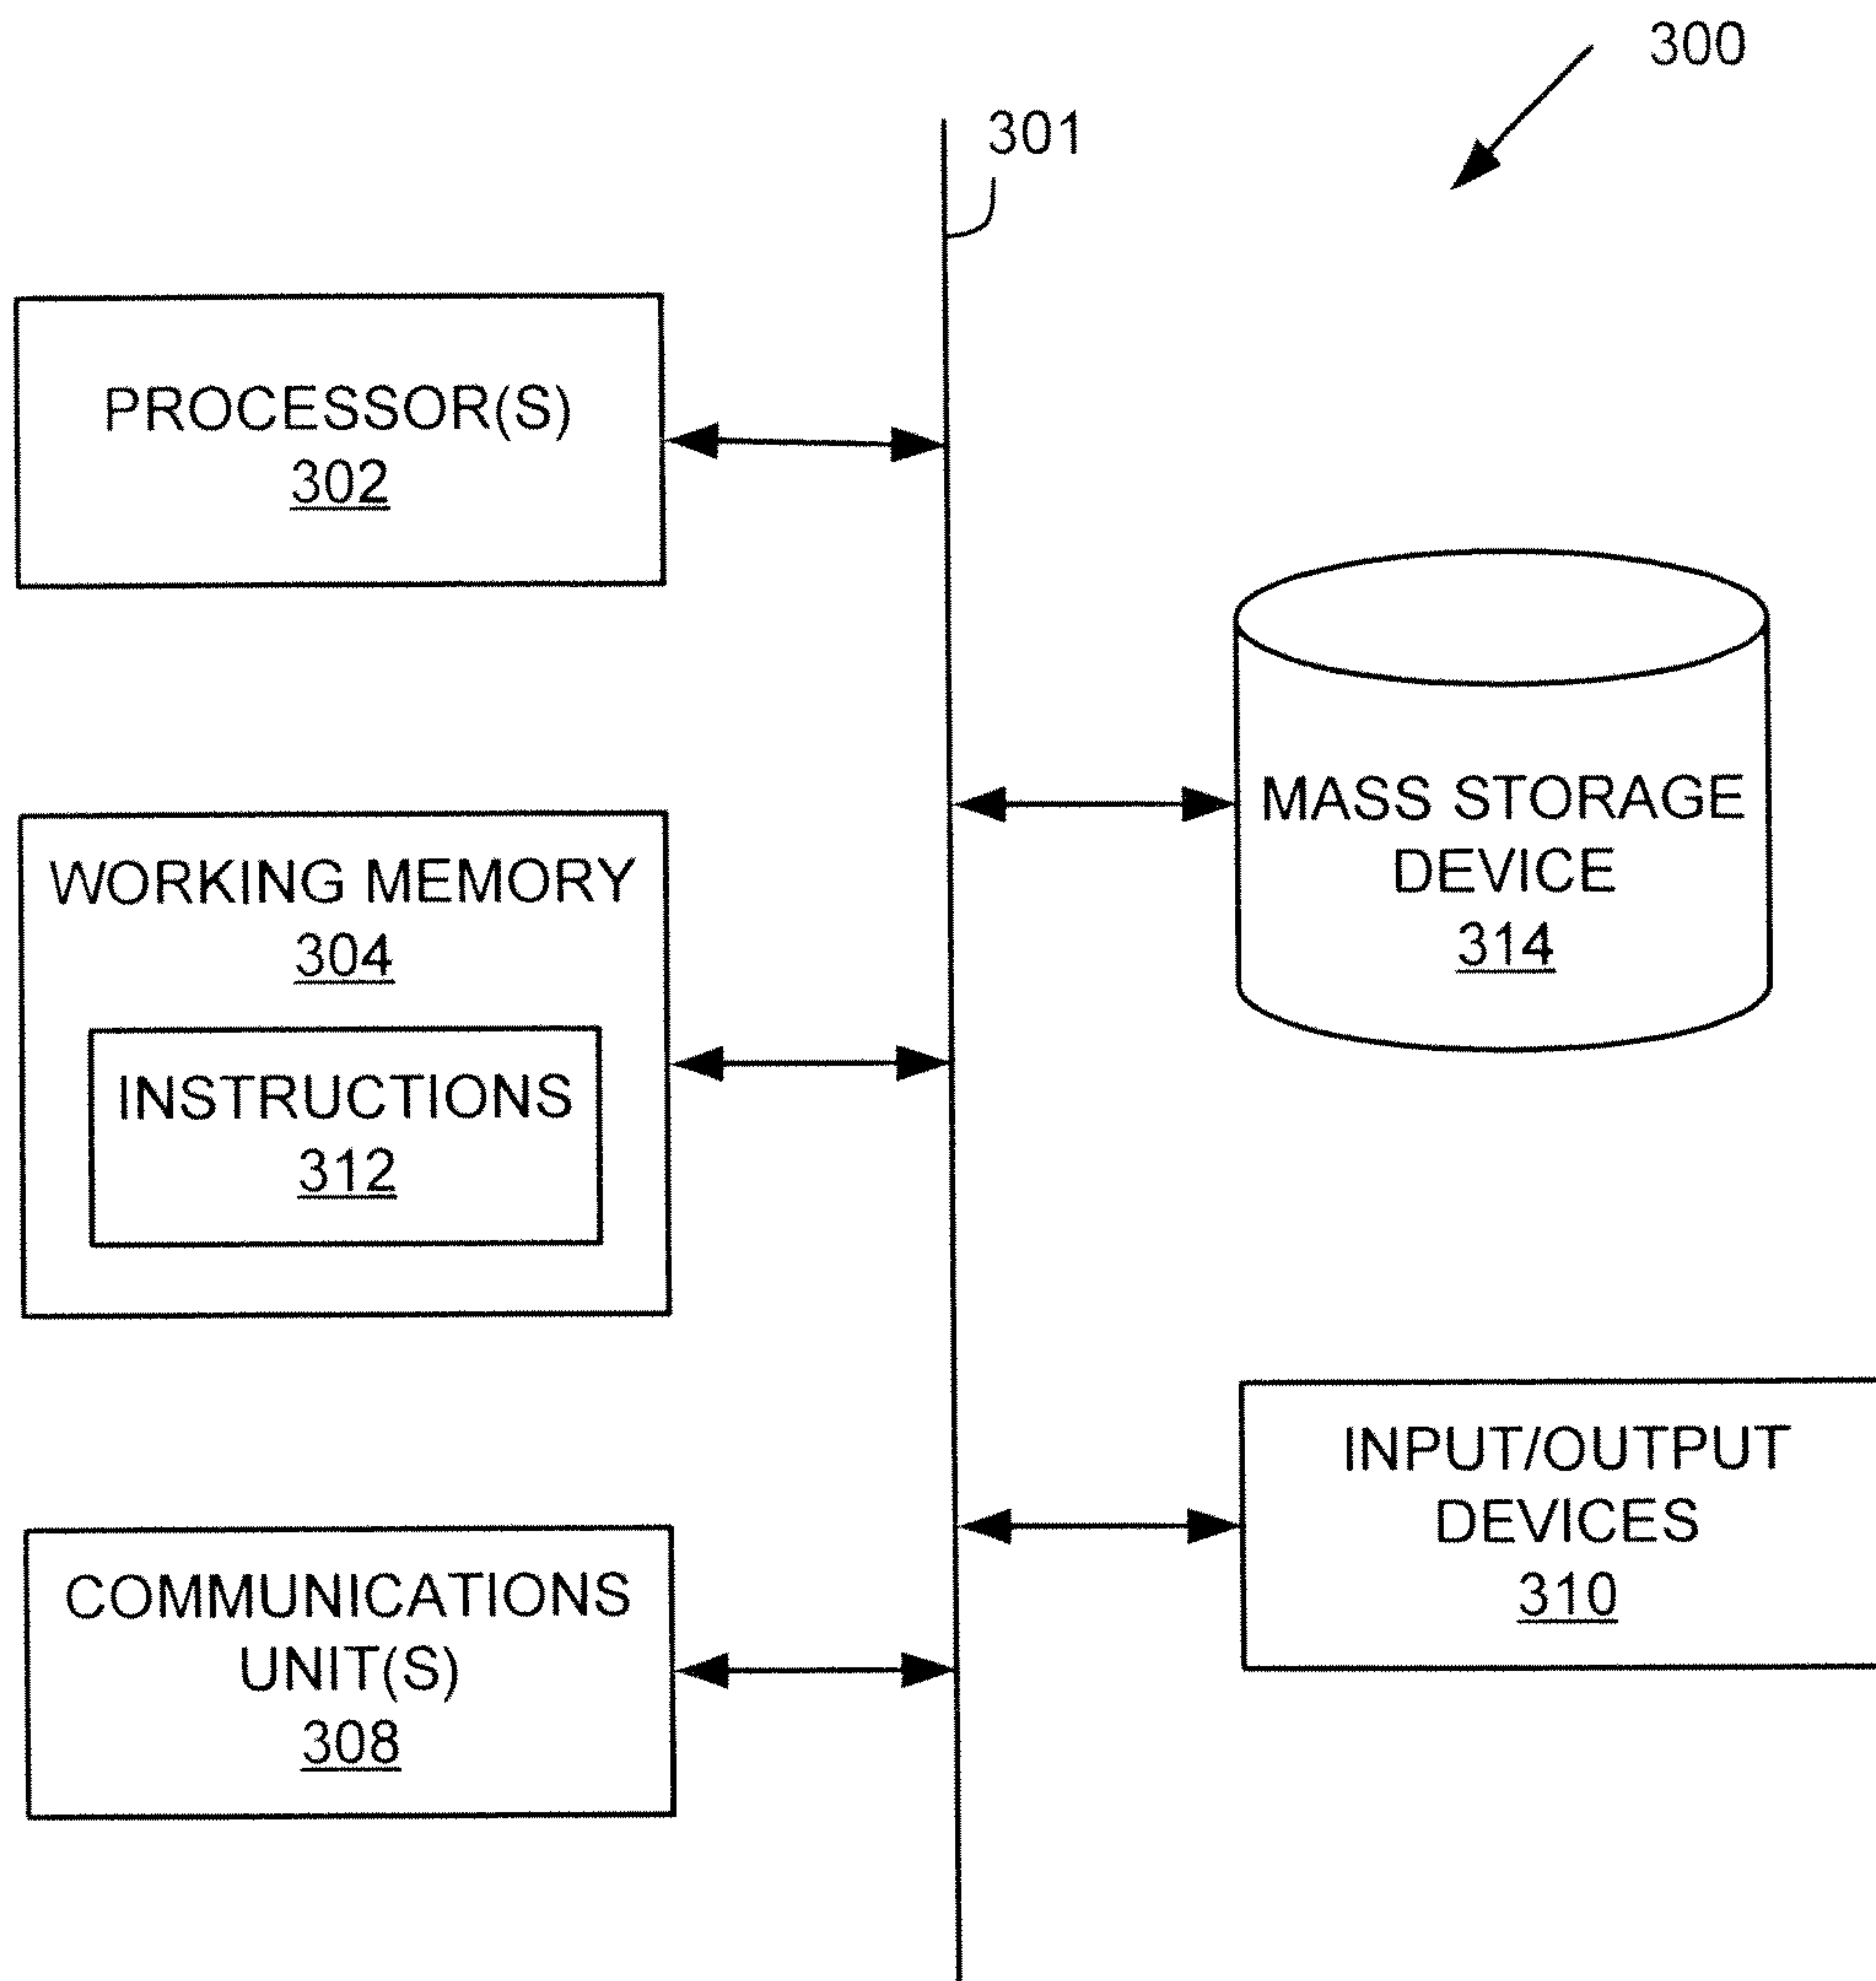 300
301
PROCESSOR(S)
302
MASS STORAGE
DEVICE
314
WORKING MEMORY
304
INSTRUCTIONS
312
INPUT/OUTPUT
DEVICES
310
COMMUNICATIONS
UNIT(S)
308